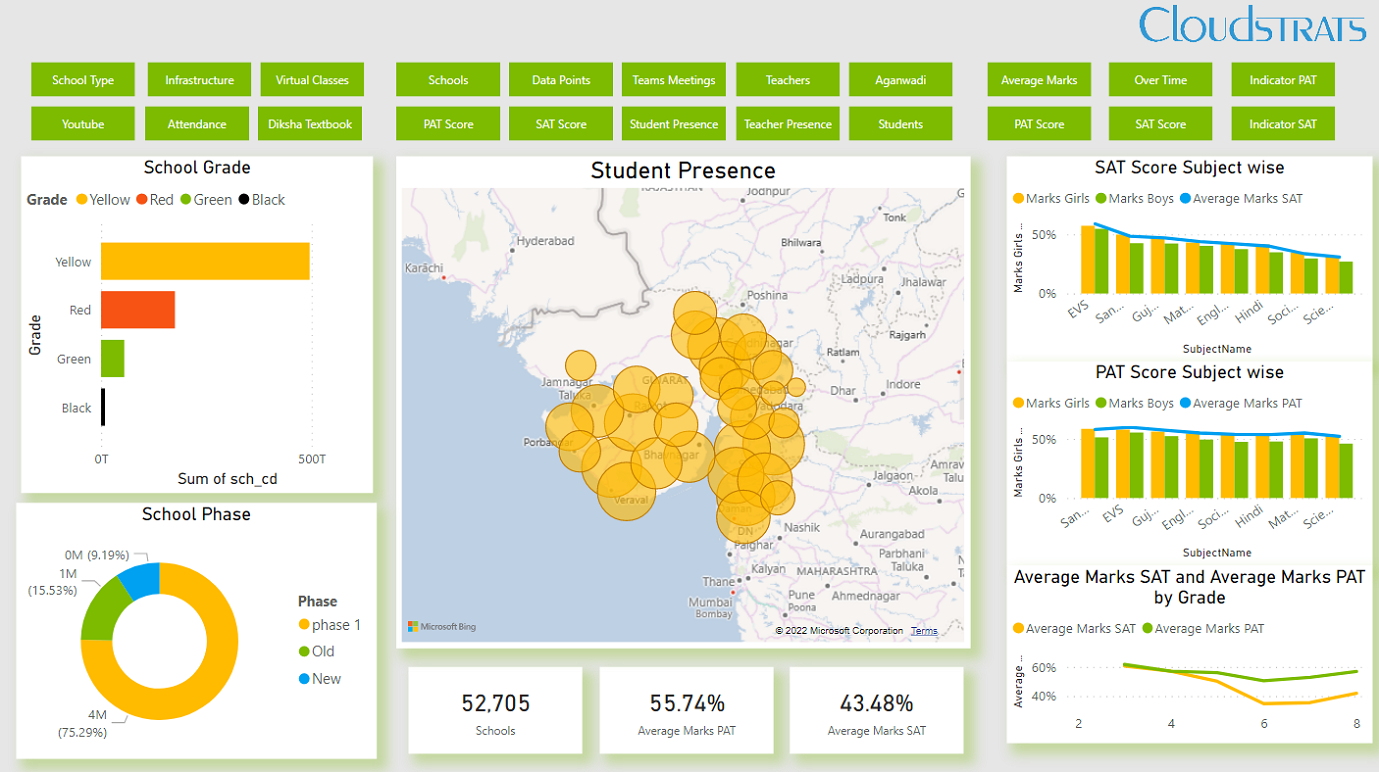 CLOUDSTRATS
School Type
Infrastructure
Virtual Classes
Schools
Data Points
Teams Meetings
Teachers
Aganwadi
Average Marks
Over Time
Indicator PAT
Youtube
Attendance
Diksha Textbook
PAT Score
SAT Score
Student Presence
Teacher Presence
Students
PAT Score
SAT Score
Indicator SAT
School Grade
Grade Yellow Red Green Black
Grade
Yellow
Red
Green
Black
0T 500T
Sum of sch_cd
School Phase
0M (9.19%)
1M
(15.53%)
4M
(75.29%)
Phase
phase 1
Old
New
Student Presence
Jodhpur
Tonk
Hyderabad
Bhilwara
Karāchi
Ladpura
Jhalawar
Poshina
Rajgarh
Ratlam
Jamnagar
Taluka
GUJARAT
Dhar
Indore
Vadodara
Porbandar
Bhavnagar
Veraval
Jalgaon
Amrav
Talu
Akola
DN
Nashik
Palghar
Aurangabad
Parbhani
Taluka
Kalyan
MAHARASHTRA
Thane
Mumbai
Bombay
Pune
Poona
Ahmednagar
Microsoft Bing
© 2022 Microsoft Corporation Terms
52,705
Schools
55.74%
Average Marks PAT
43.48%
Average Marks SAT
SAT Score Subject wise
Marks Girls Marks Boys Average Marks SAT
Marks Girls ...
50%
0%
EVS San... Guj... Mat... Engl... Hindi Soci... Scie...
SubjectName
PAT Score Subject wise
Marks Girls Marks Boys Average Marks PAT
Marks Girls ...
50%
0%
San... EVS Guj... Engl... Soci... Hindi Mat... Scie...
SubjectName
Average Marks SAT and Average Marks PAT
by Grade
Average Marks SAT Average Marks PAT
Average ...
60%
40%
2 4 6 8